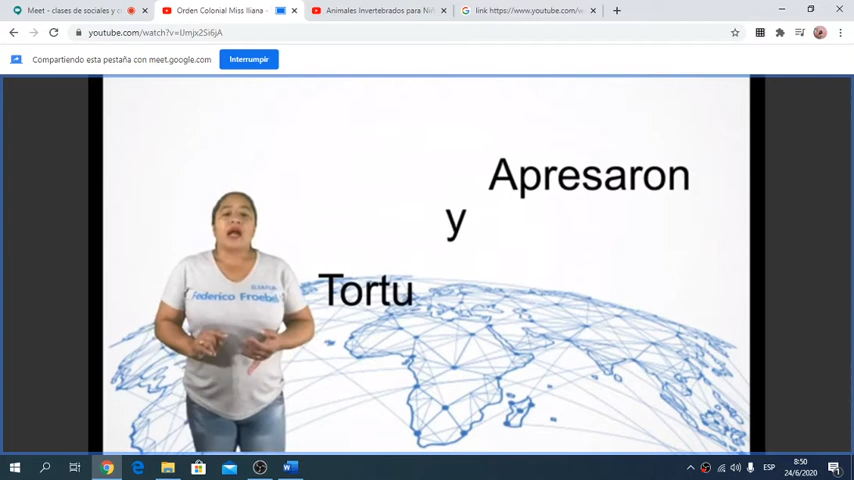 Meet - clases de sociales y c
Orden Colonial Miss Iliana -
Animales Invertebrados para Niñ
link https://www.youtube.com/w
youtube.com/watch?v=IJmjx2Si6jA
Compartiendo esta pestaña con meet.google.com
Interrumpir
Apresaron
y
Tortu
ILIANA
Federico Froebel
ESP
8:50
24/6/2020